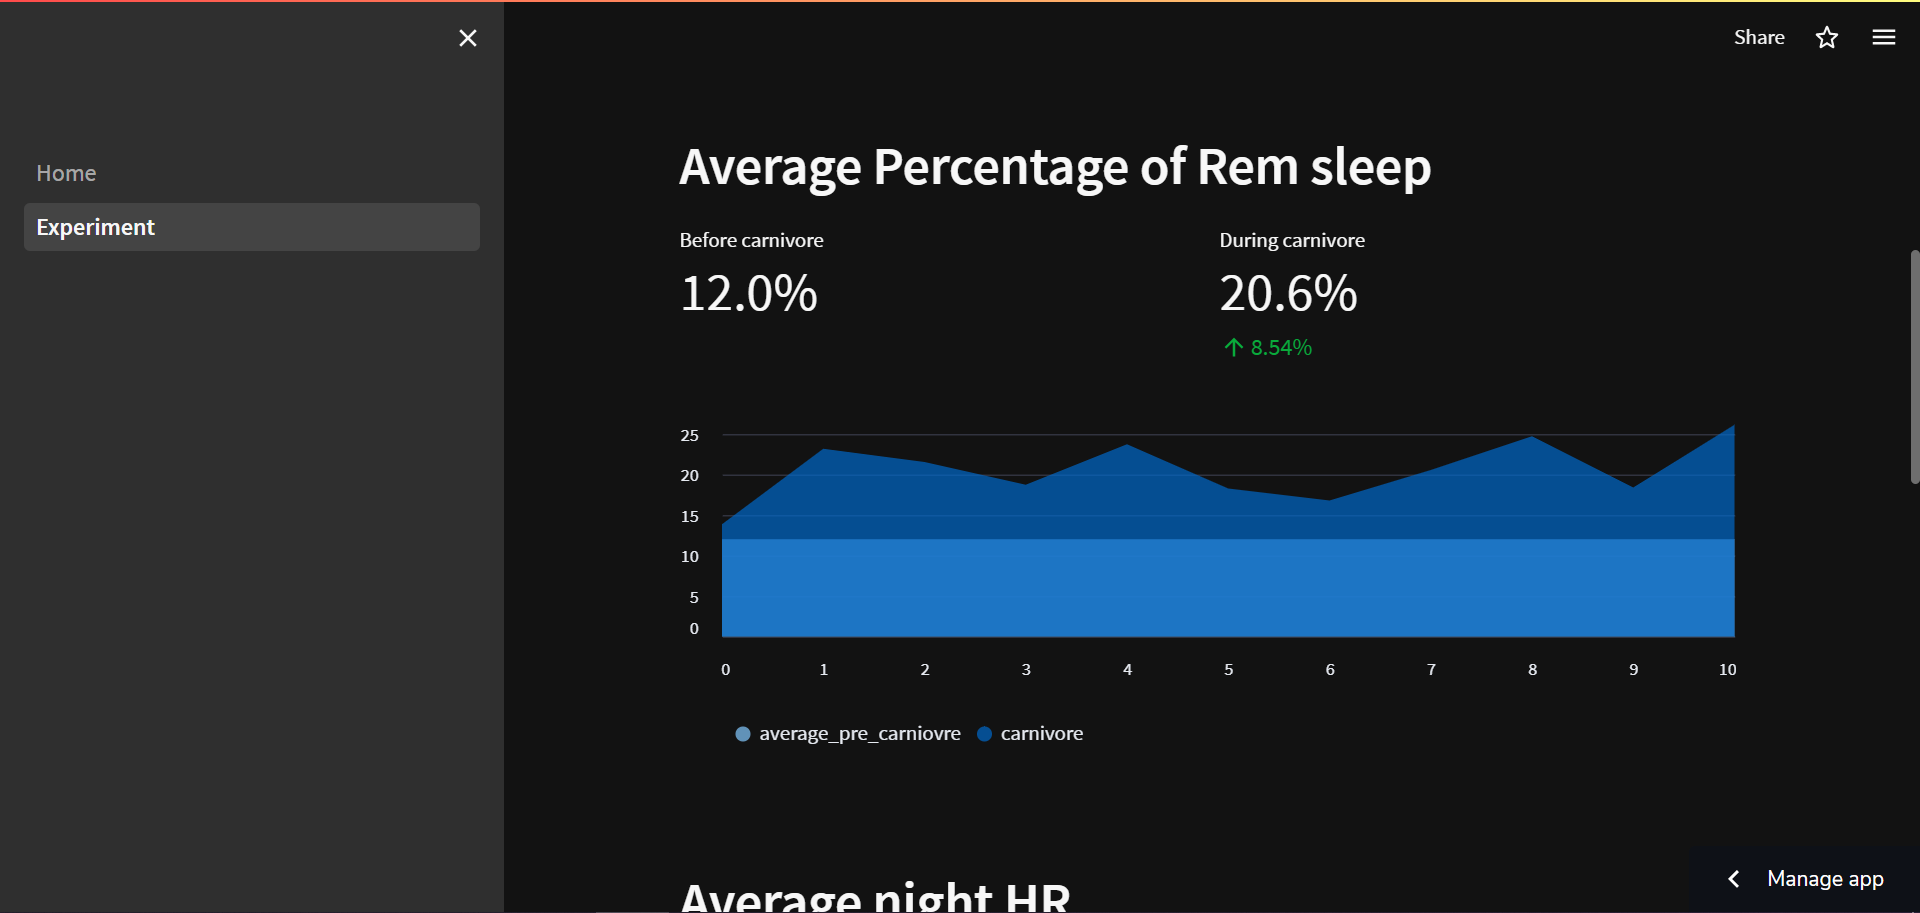 Share
Home
Experiment
Average Percentage of Rem sleep
Before carnivore
12.0%
During carnivore
20.6%
↑ 8.54%
25
20
15
10
5
0
0 1 2 3 4 5 6 7 8 9 10
average_pre_carniovre carnivore
Average night HR
Manage app